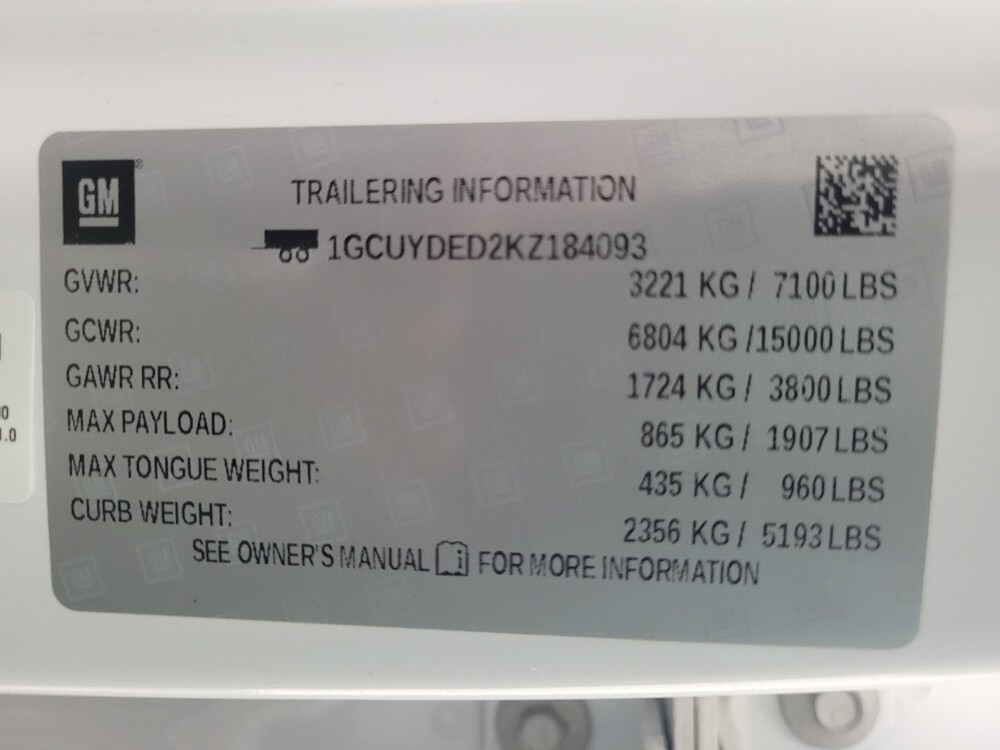 GM®
TRAILERING INFORMATION
1GCUYDED2KZ184093
GVWR: 3221 KG / 7100 LBS
GCWR: 6804 KG / 15000 LBS
GAWR RR: 1724 KG / 3800 LBS
MAX PAYLOAD: 865 KG / 1907 LBS
MAX TONGUE WEIGHT: 435 KG / 960 LBS
CURB WEIGHT: 2356 KG / 5193 LBS
SEE OWNER'S MANUAL FOR MORE INFORMATION